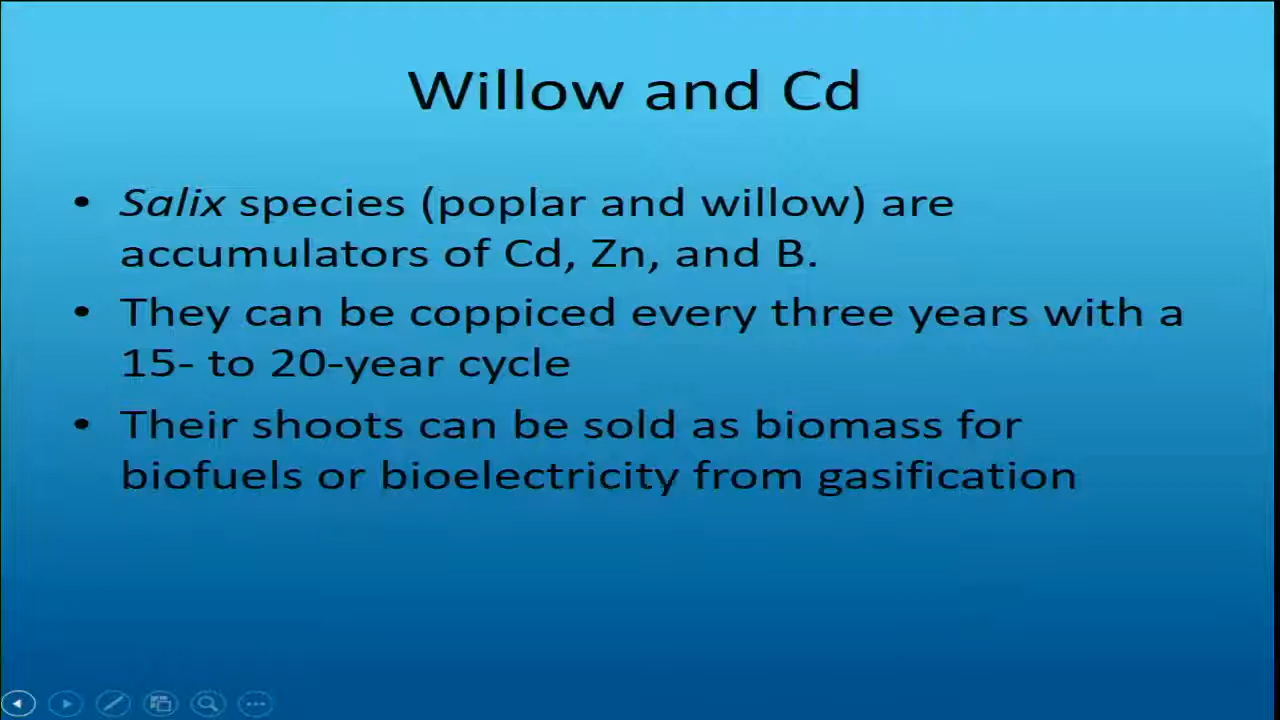 Willow and Cd
• Salix species (poplar and willow) are
accumulators of Cd, Zn, and B.
• They can be coppiced every three years with a
15- to 20-year cycle
• Their shoots can be sold as biomass for
biofuels or bioelectricity from gasification